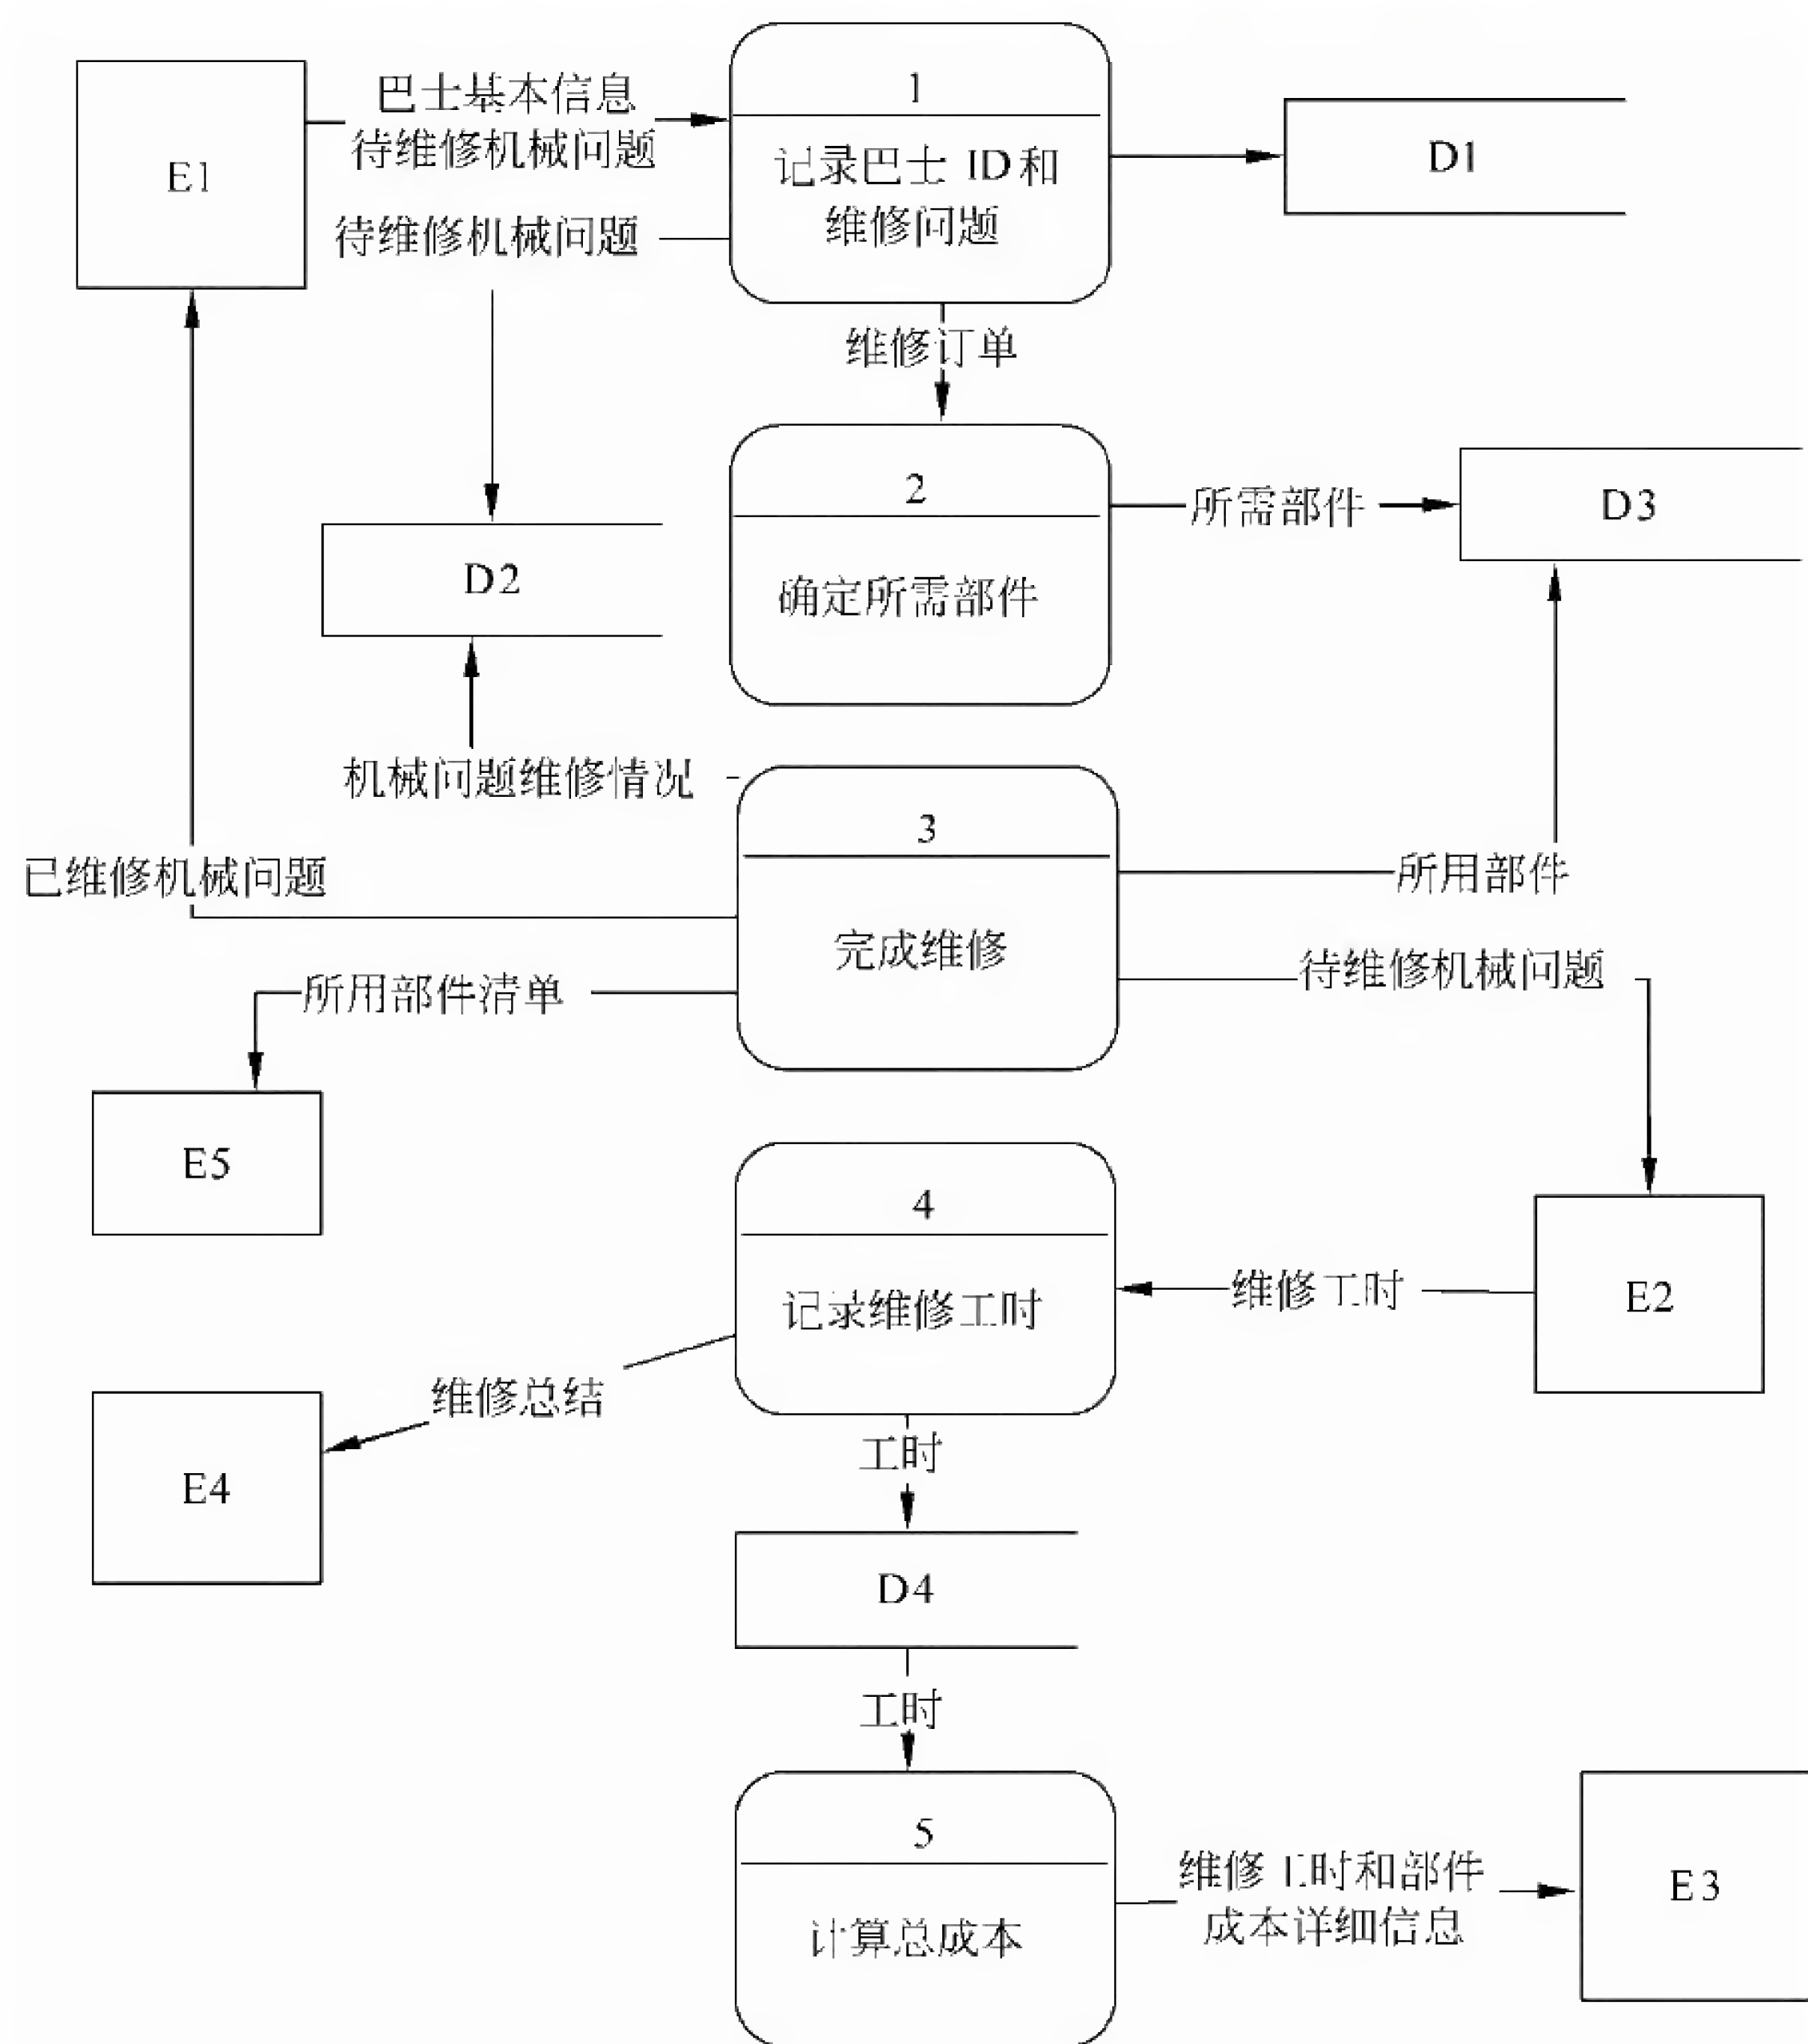 巴士基本信息
待维修机械问题
E1
1
记录巴士 ID和
维修问题
D1
待维修机械问题
维修订单
2
确定所需部件
所需部件
D3
D2
机械问题维修情况
3
完成维修
已维修机械问题
所用部件
待维修机械问题
所用部件清单
E5
4
记录维修工时
维修工时
E2
维修总结
E4
工时
D4
工时
5
计算总成本
维修工时和部件
成本详细信息
E3